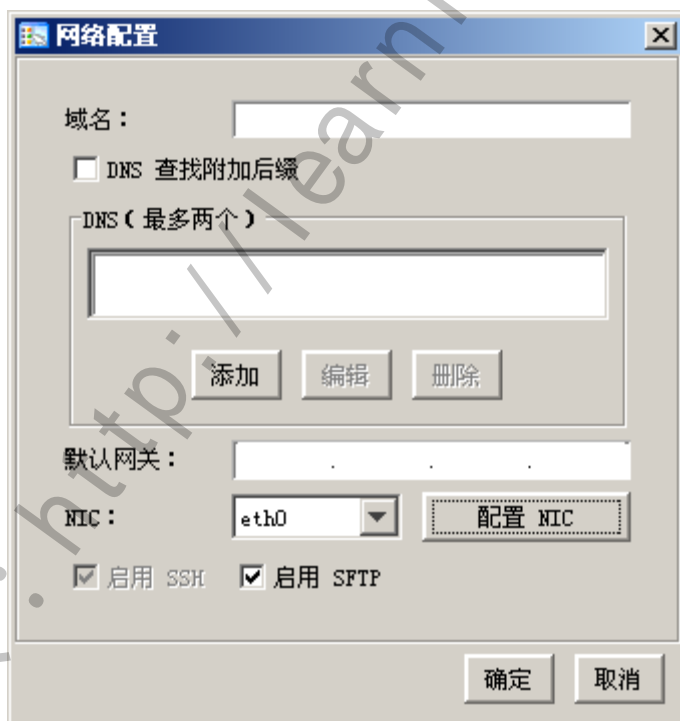 网络配置
域名：
DNS 查找附加后缀
DNS（最多两个）
添加 编辑 删除
默认网关：
. . .
NIC： eth0 配置 NIC
启用 SSH 启用 SFTP
确定 取消
: http://learn